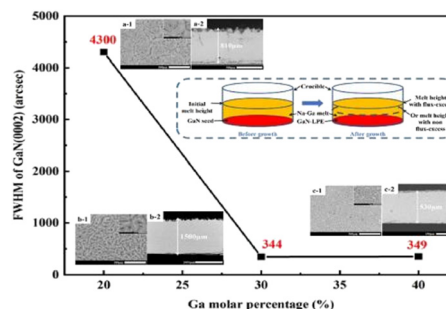 FWHM of GaN(0002) (arcsec)
5000
4000
3000
2000
1000
0
4300
a-1
a-2
Crucible
Initial
melt height
GaN seed
Before growth
Na-Ga melt
GaN-LPE
After growth
Melt height
with flux-excess
Or melt height
with non
flux-excess
b-1
b-2
1500μm
c-1
c-2
344
349
20
25
30
35
40
Ga molar percentage (%)